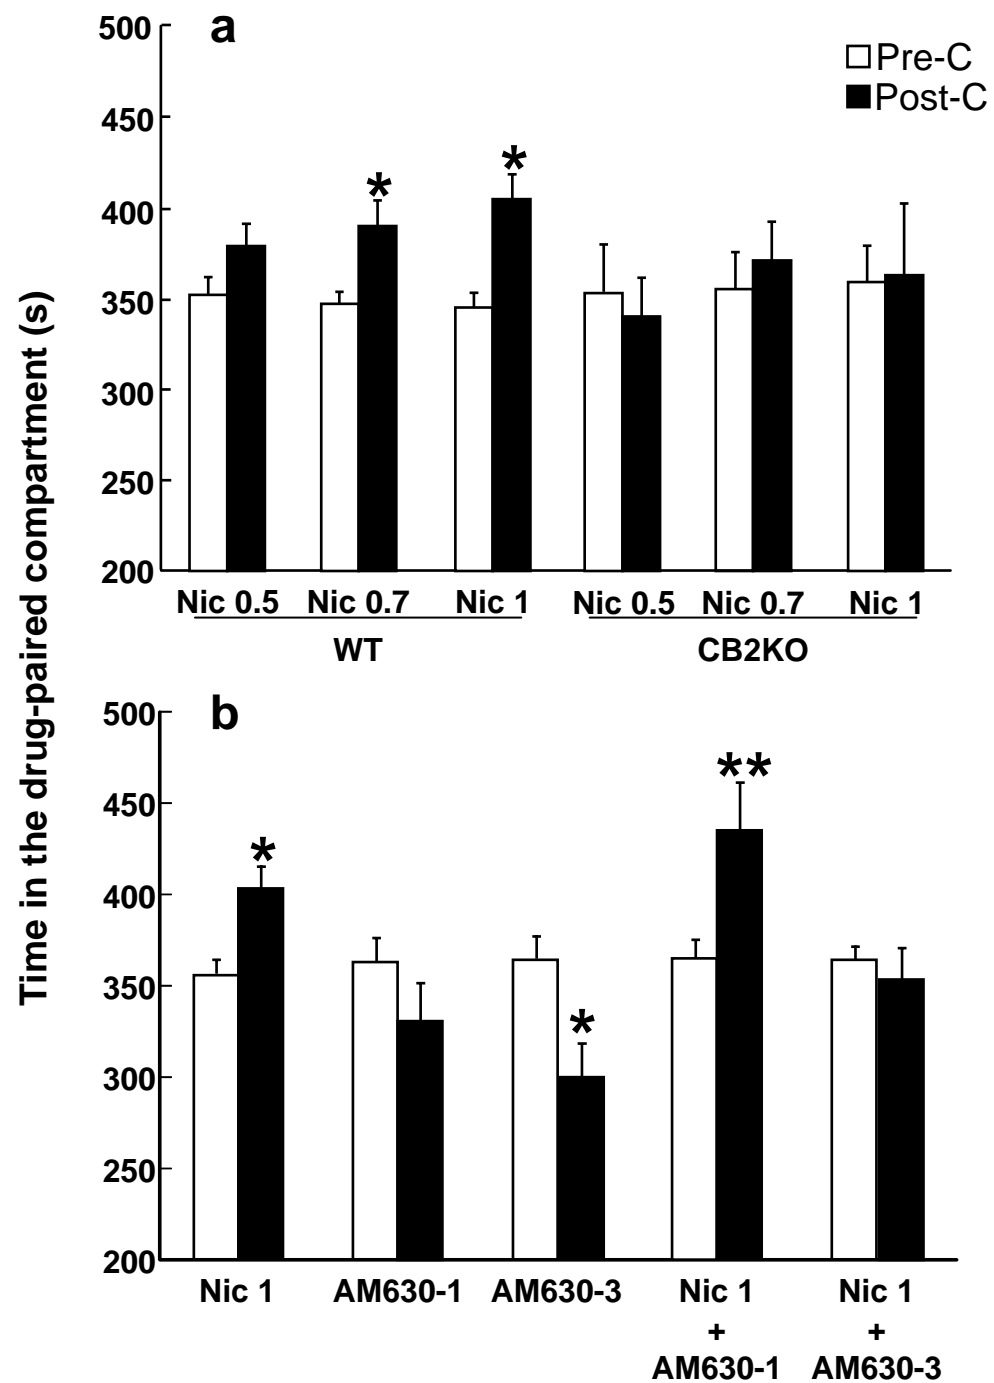 a
Pre-C
Post-C
500
450
400
350
300
250
200
*
*
Nic 0.5 Nic 0.7 Nic 1 Nic 0.5 Nic 0.7 Nic 1
WT CB2KO
Time in the drug-paired compartment (s)
b
500
450
400
350
300
250
200
*
*
**
Nic 1 AM630-1 AM630-3 Nic 1 Nic 1
+ +
AM630-1 AM630-3